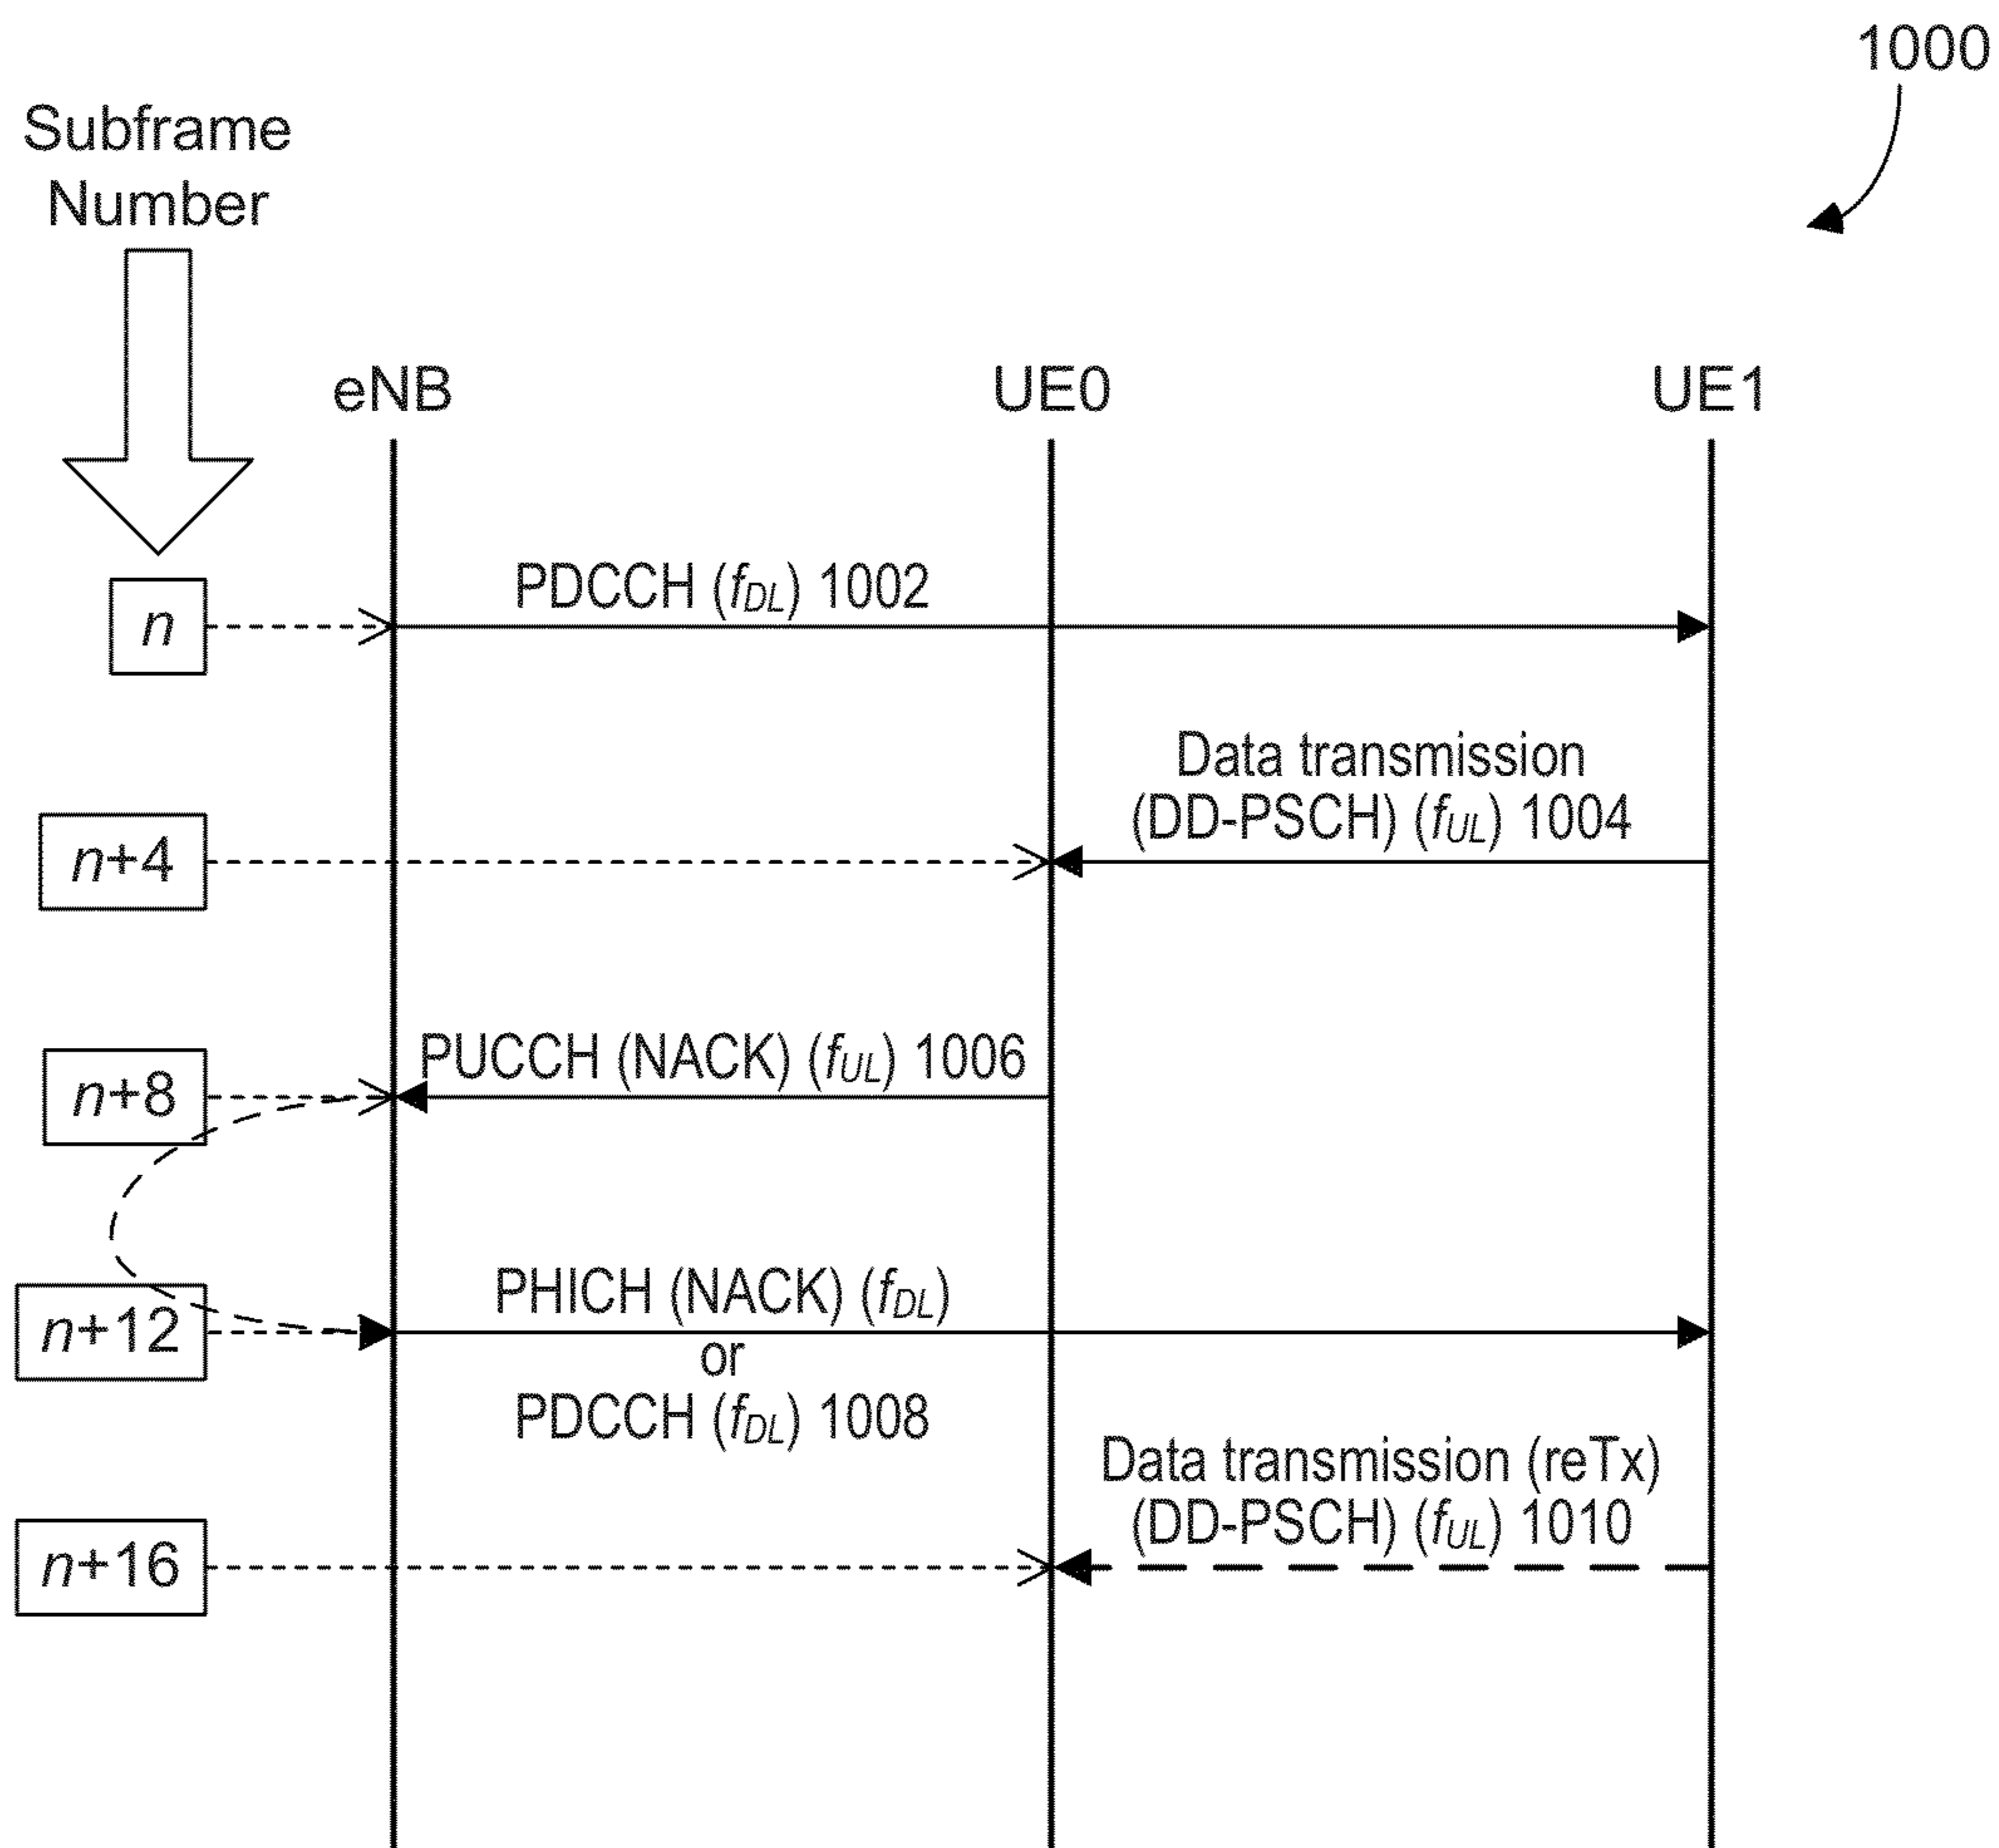 1000
Subframe
Number
eNB
UE0
UE1
n
PDCCH (fDL) 1002
Data transmission
(DD-PSCH) (fUL) 1004
n+4
PUCCH (NACK) (fUL) 1006
n+8
PHICH (NACK) (fDL)
or
PDCCH (fDL) 1008
n+12
Data transmission (reTx)
(DD-PSCH) (fUL) 1010
n+16